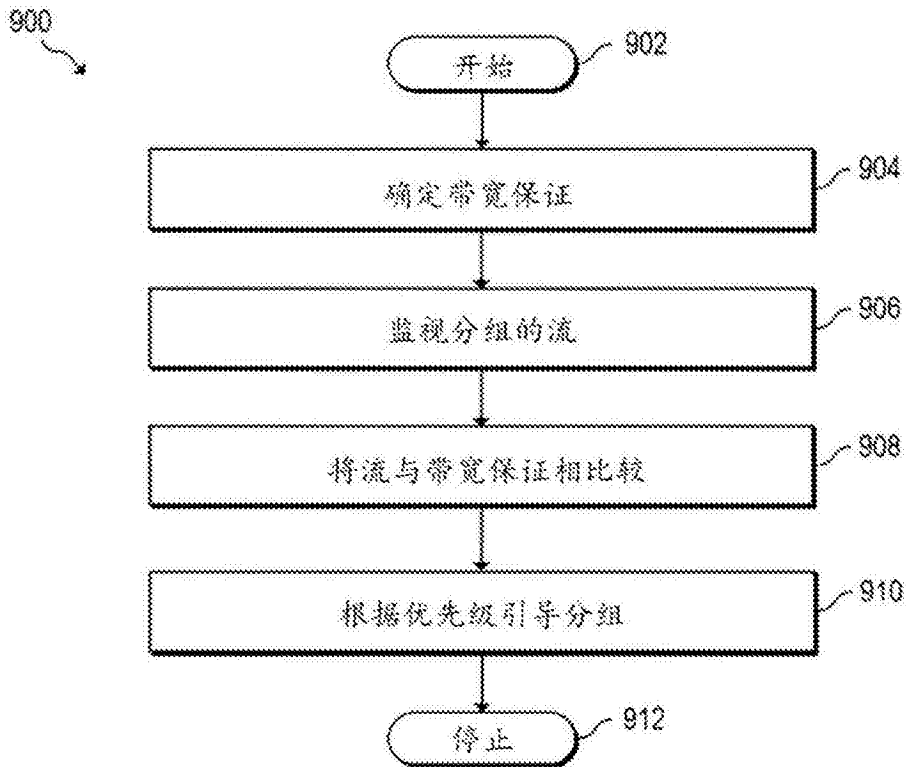 900
开始
902
确定带宽保证
904
监视分组的流
906
将流与带宽保证相比较
908
根据优先级引导分组
910
停止
912